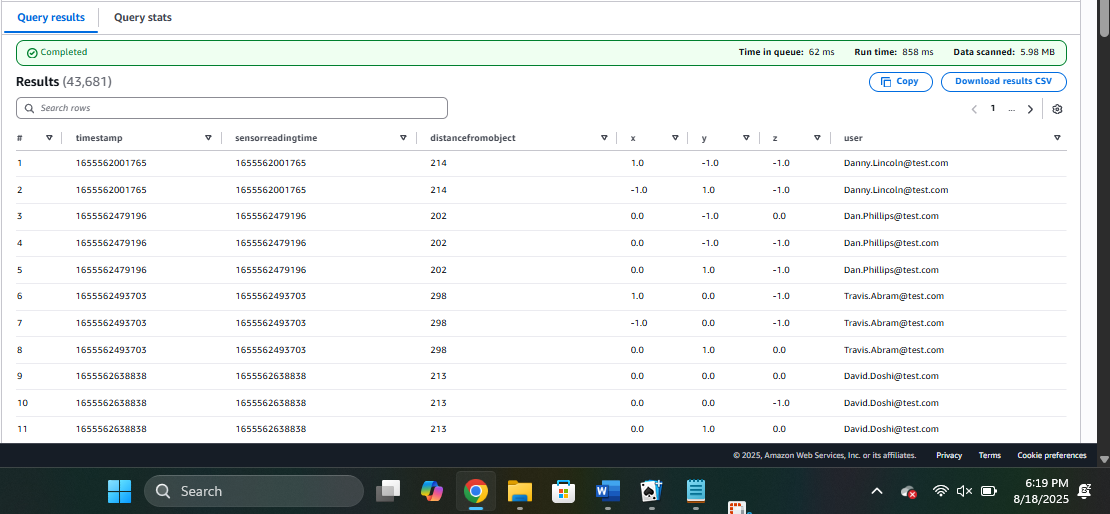 Query results Query stats
Completed Time in queue: 62 ms Run time: 858 ms Data scanned: 5.98 MB
Results (43,681) Copy Download results CSV
Search rows 1 ...
# timestamp sensorreadingtime distancefromobject x y z user
1 1655562001765 1655562001765 214 1.0 -1.0 -1.0 Danny.Lincoln@test.com
2 1655562001765 1655562001765 214 -1.0 1.0 -1.0 Danny.Lincoln@test.com
3 1655562479196 1655562479196 202 0.0 -1.0 0.0 Dan.Phillips@test.com
4 1655562479196 1655562479196 202 0.0 -1.0 -1.0 Dan.Phillips@test.com
5 1655562479196 1655562479196 202 0.0 1.0 -1.0 Dan.Phillips@test.com
6 1655562493703 1655562493703 298 1.0 0.0 -1.0 Travis.Abram@test.com
7 1655562493703 1655562493703 298 -1.0 0.0 -1.0 Travis.Abram@test.com
8 1655562493703 1655562493703 298 0.0 1.0 0.0 Travis.Abram@test.com
9 1655562638838 1655562638838 213 0.0 0.0 0.0 David.Doshi@test.com
10 1655562638838 1655562638838 213 0.0 0.0 -1.0 David.Doshi@test.com
11 1655562638838 1655562638838 213 0.0 1.0 0.0 David.Doshi@test.com
© 2025, Amazon Web Services, Inc. or its affiliates. Privacy Terms Cookie preferences
Search 6:19 PM
8/18/2025